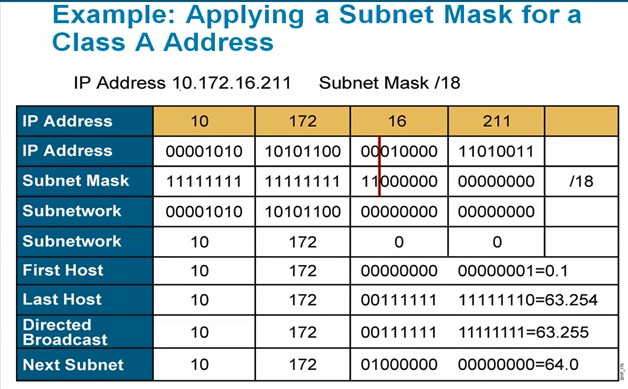 Example: Applying a Subnet Mask for a
Class A Address
IP Address 10.172.16.211 Subnet Mask /18
IP Address 10 172 16 211
IP Address 00001010 10101100 00010000 11010011
Subnet Mask 11111111 11111111 11000000 00000000 /18
Subnetwork 00001010 10101100 00000000 00000000
Subnetwork 10 172 0 0
First Host 10 172 00000000 00000001=0.1
Last Host 10 172 00111111 11111110=63.254
Directed
Broadcast 10 172 00111111 11111111=63.255
Next Subnet 10 172 01000000 00000000=64.0